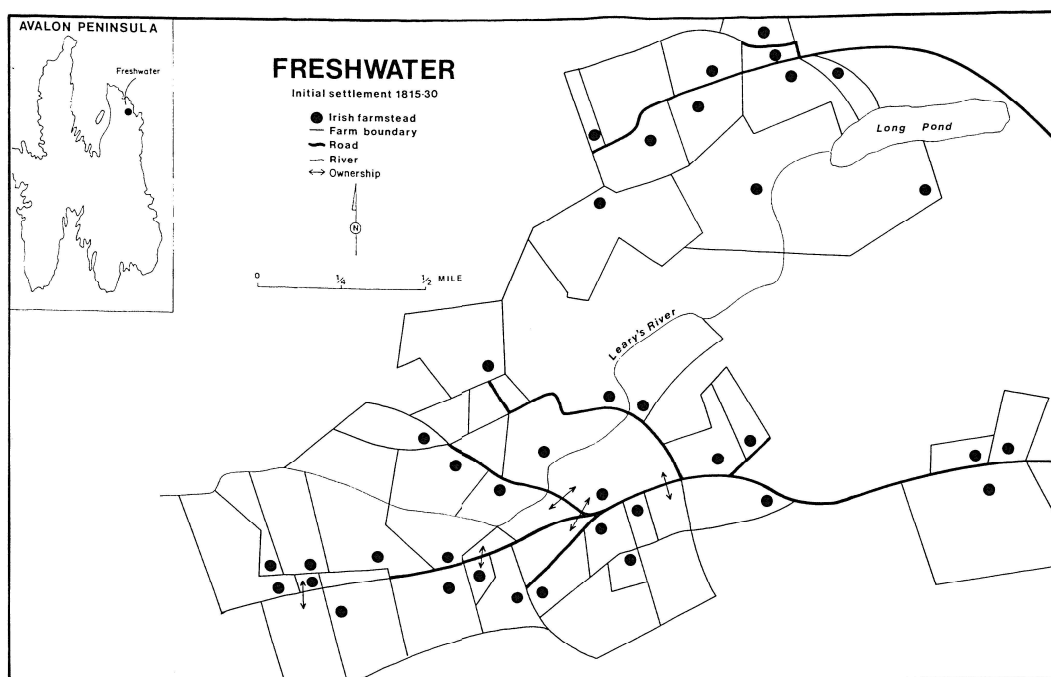 AVALON PENINSULA
Freshwater
FRESHWATER
Initial settlement 1815-30
Irish farmstead
Farm boundary
Road
River
Ownership
N
0 1/4 1/2 MILE
Long Pond
Leary's River